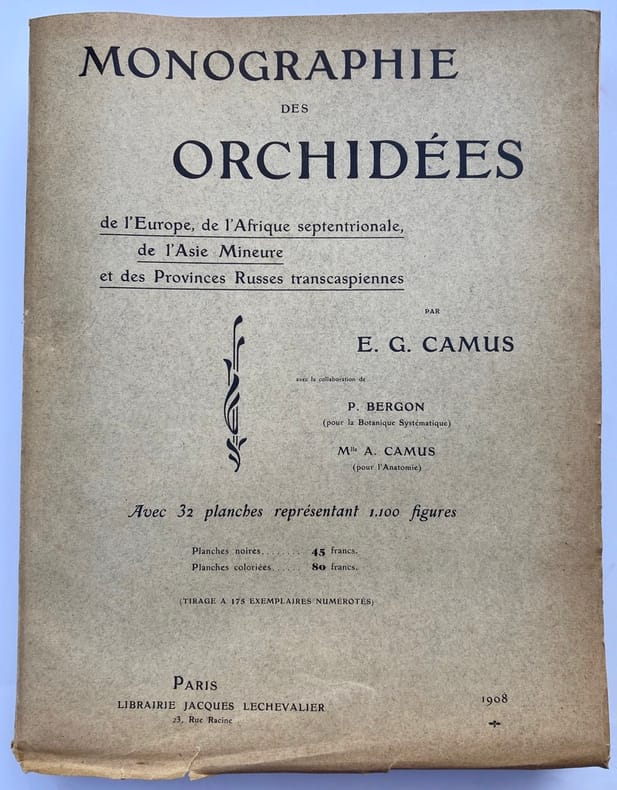 MONOGRAPHIE
DES
ORCHIDÉES
de l'Europe, de l'Afrique septentrionale,
de l'Asie Mineure
et des Provinces Russes transcaspiennes
PAR
E. G. CAMUS
avec la collaboration de
P. BERGON
(pour la Botanique Systématique)
Mlle A. CAMUS
(pour l'Anatomie)
Avec 32 planches représentant 1.100 figures
Planches noires........ 45 francs.
Planches coloriées...... 80 francs.
(TIRAGE A 175 EXEMPLAIRES NUMÉROTÉS)
PARIS
LIBRAIRIE JACQUES LECHEVALIER
23, Rue Racine
1908